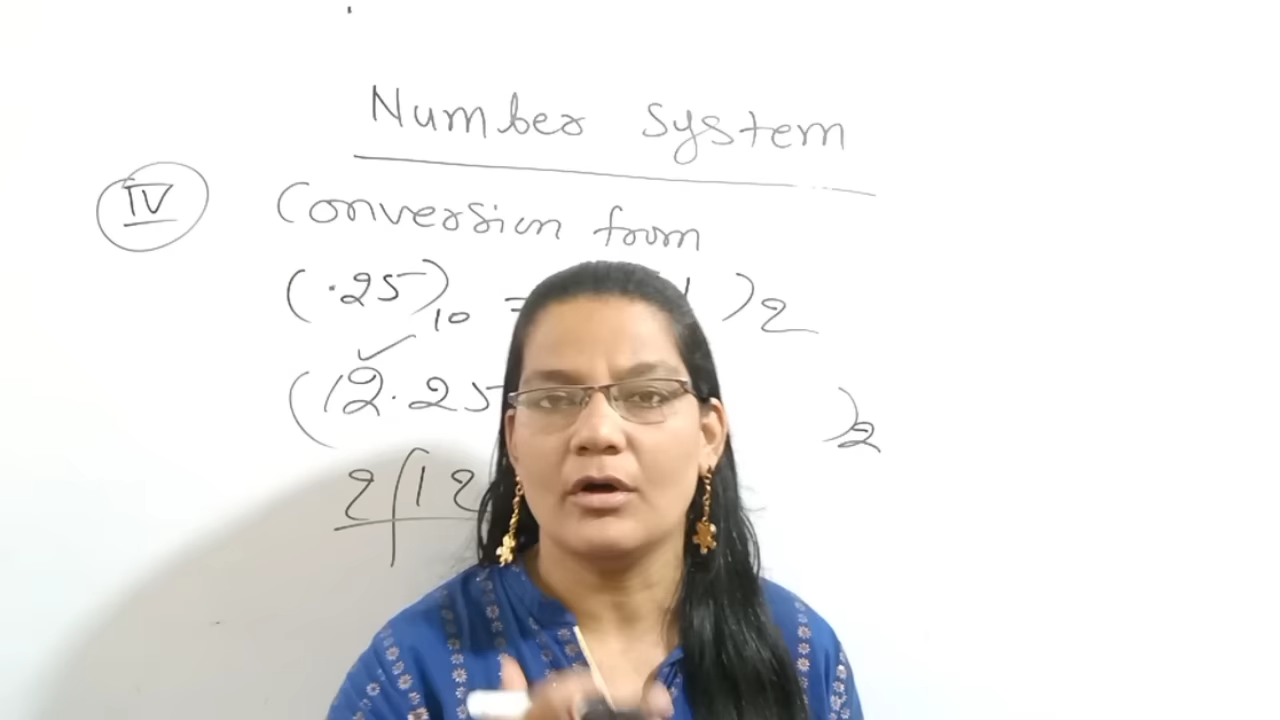 Number System
IV Conversion from
(.25)10 = )2
(12.25 )2
2 12